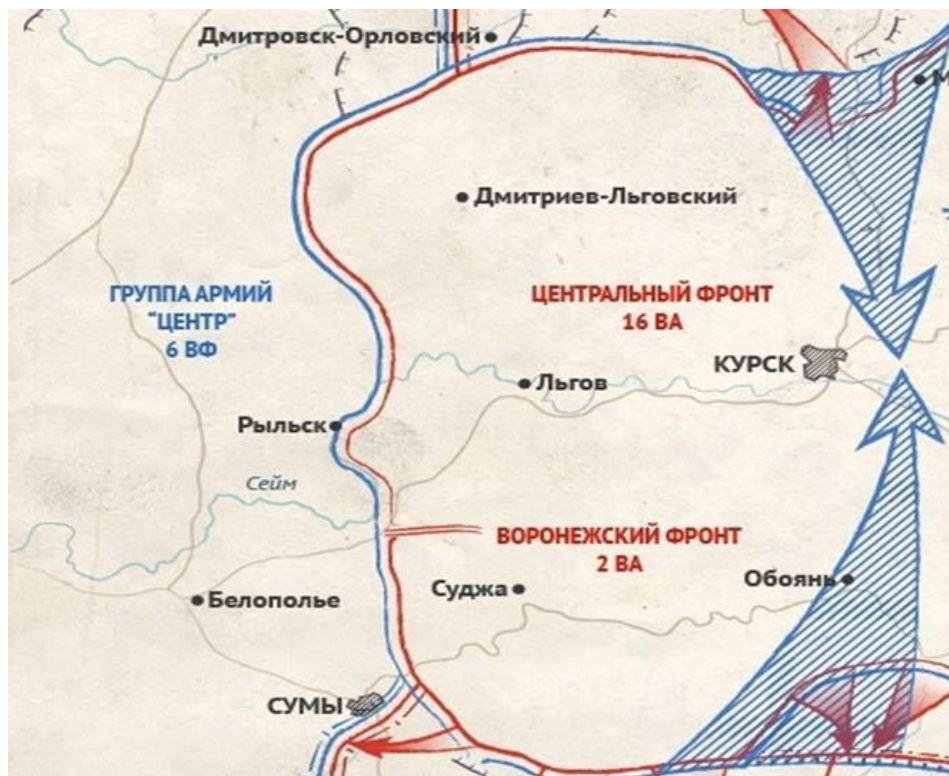 Дмитровск-Орловский
М
Дмитриев-Льговский
ГРУППА АРМИЙ
"ЦЕНТР"
6 ВФ
ЦЕНТРАЛЬНЫЙ ФРОНТ
16 ВА
КУРСК
Льгов
Рыльск
Сейм
ВОРОНЕЖСКИЙ ФРОНТ
2 ВА
Обоянь
Суджа
Белополье
СУМЫ